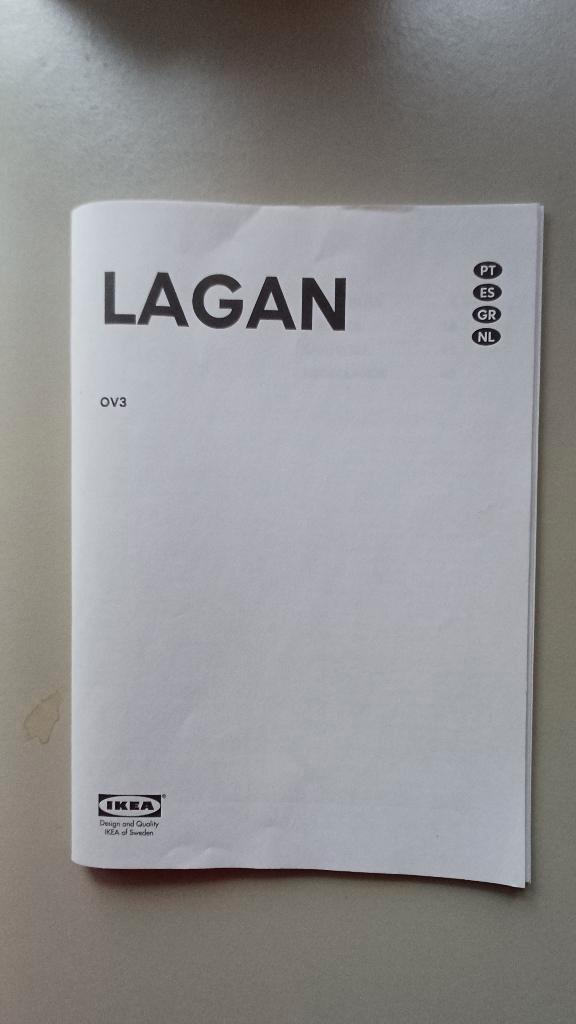 LAGAN
PT
ES
GR
NL
OV3
IKEA®
Design and Quality
IKEA of Sweden